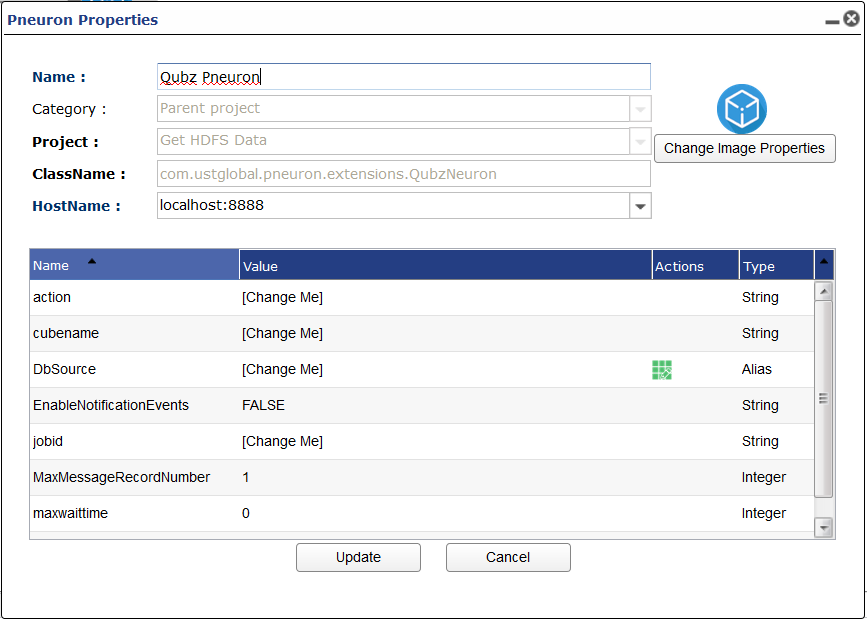 Pneuron Properties
Name :
Qubz Pneuron
Category :
Parent project
Project :
Get HDFS Data
Change Image Properties
ClassName :
com.ustglobal.pneuron.extensions.QubzNeuron
HostName :
localhost:8888
Name Value Actions Type
action [Change Me] String
cubename [Change Me] String
DbSource [Change Me] Alias
EnableNotificationEvents FALSE String
jobid [Change Me] String
MaxMessageRecordNumber 1 Integer
maxwaittime 0 Integer
Update Cancel